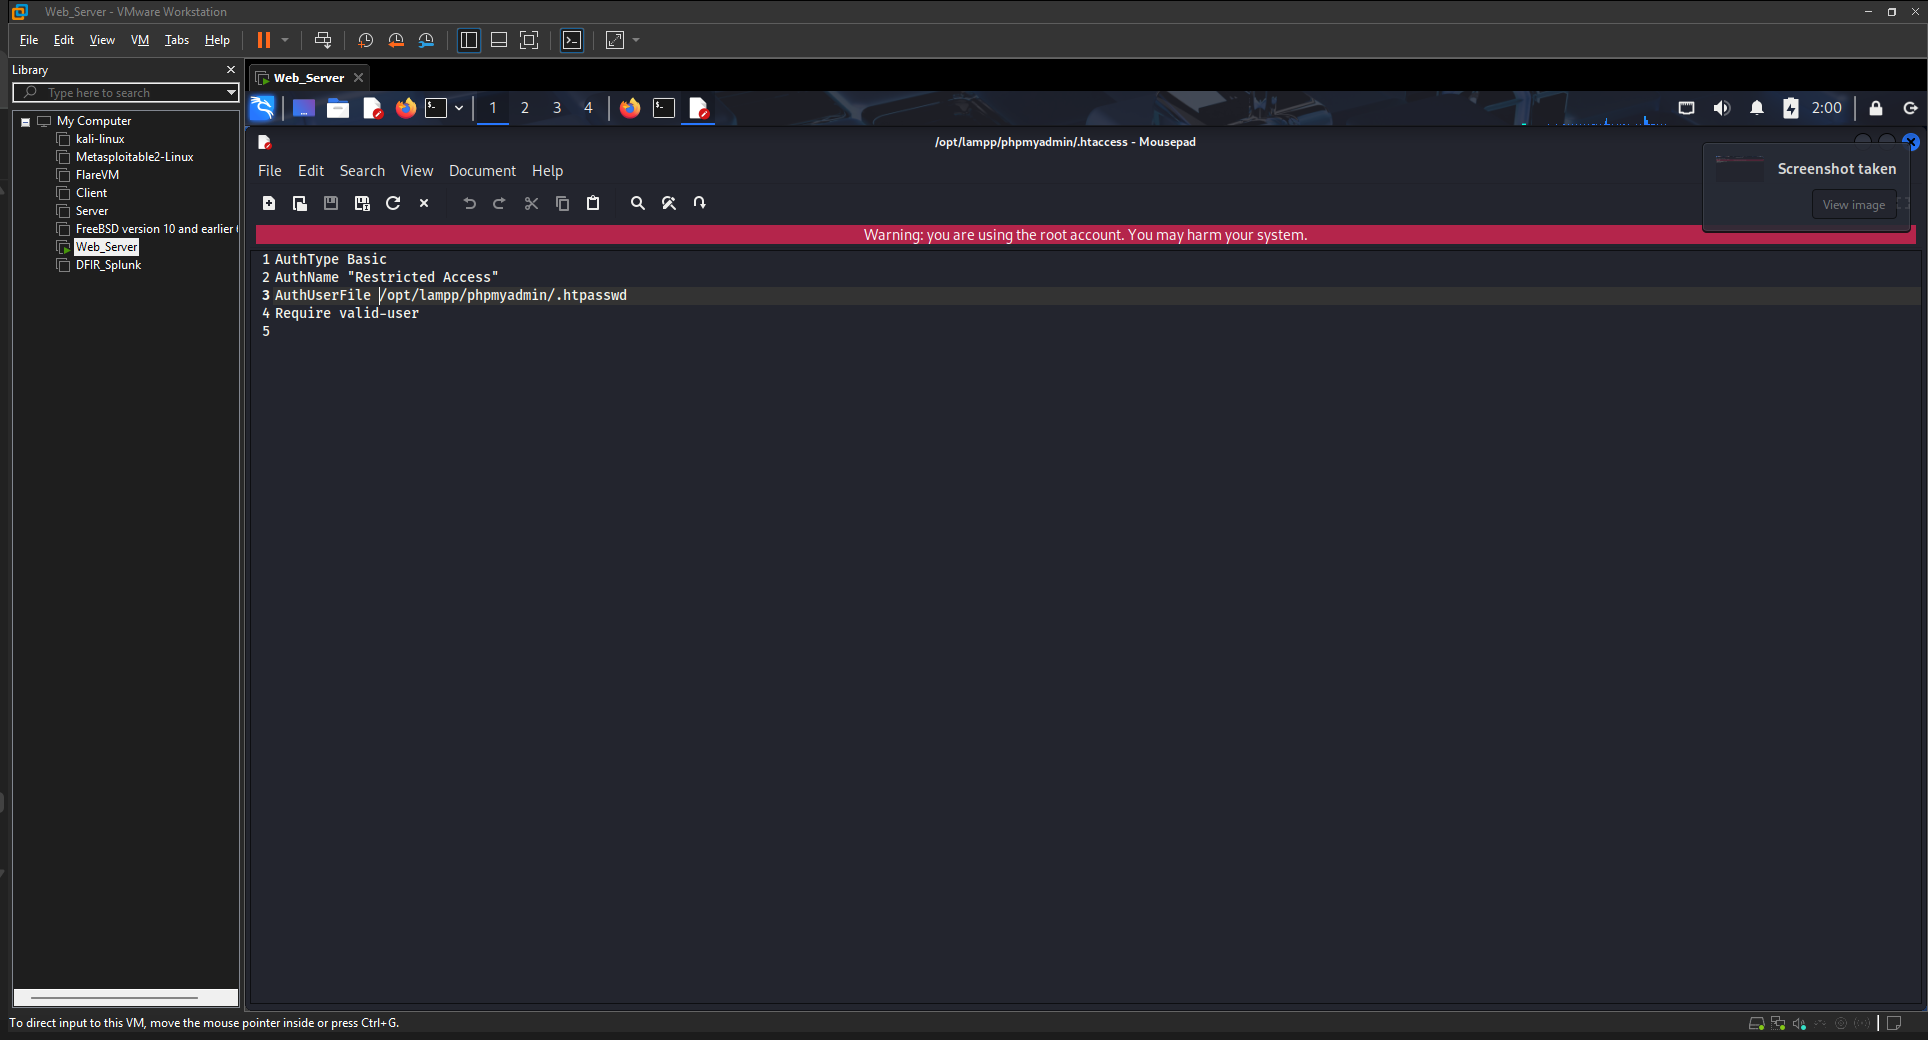 Web_Server - VMware Workstation
File Edit View VM Tabs Help
Library
Type here to search
My Computer
kali-linux
Metasploitable2-Linux
FlareVM
Client
Server
FreeBSD version 10 and earlier
Web_Server
DFIR_Splunk
Web_Server
1 2 3 4
2:00
/opt/lampp/phpmyadmin/.htaccess - Mousepad
File Edit Search View Document Help
Screenshot taken
View image
Warning: you are using the root account. You may harm your system.
1 AuthType Basic
2 AuthName "Restricted Access"
3 AuthUserFile /opt/lampp/phpmyadmin/.htpasswd
4 Require valid-user
5
To direct input to this VM, move the mouse pointer inside or press Ctrl+G.